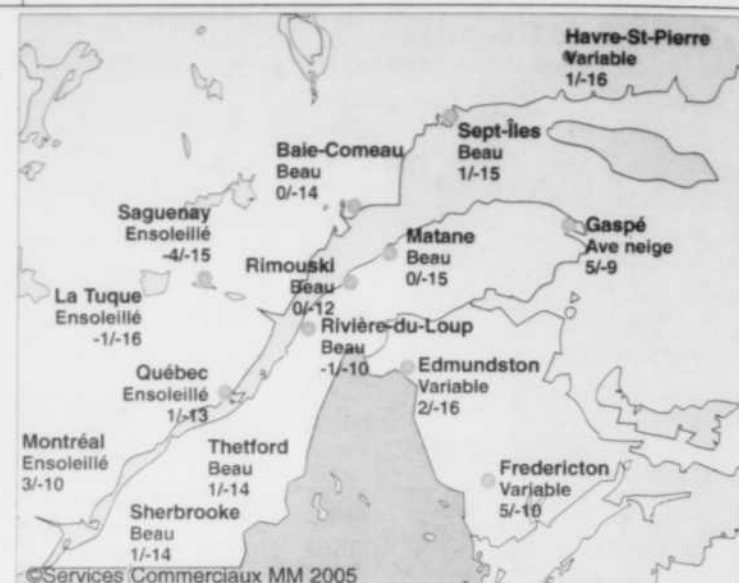 Havre-St-Pierre
Variable
1/-16
Sept-Îles
Beau
1/-15
Baie-Comeau
Beau
0/-14
Saguenay
Ensoleillé
-4/-15
Gaspé
Ave neige
5/-9
Matane
Beau
0/-15
Rimouski
Beau
0/-12
La Tuque
Ensoleillé
-1/-16
Rivière-du-Loup
Beau
-1/-10
Québec
Ensoleillé
1/-13
Edmundston
Variable
2/-16
Montréal
Ensoleillé
3/-10
Thetford
Beau
1/-14
Fredericton
Variable
5/-10
Sherbrooke
Beau
1/-14
©Services Commerciaux MM 2005